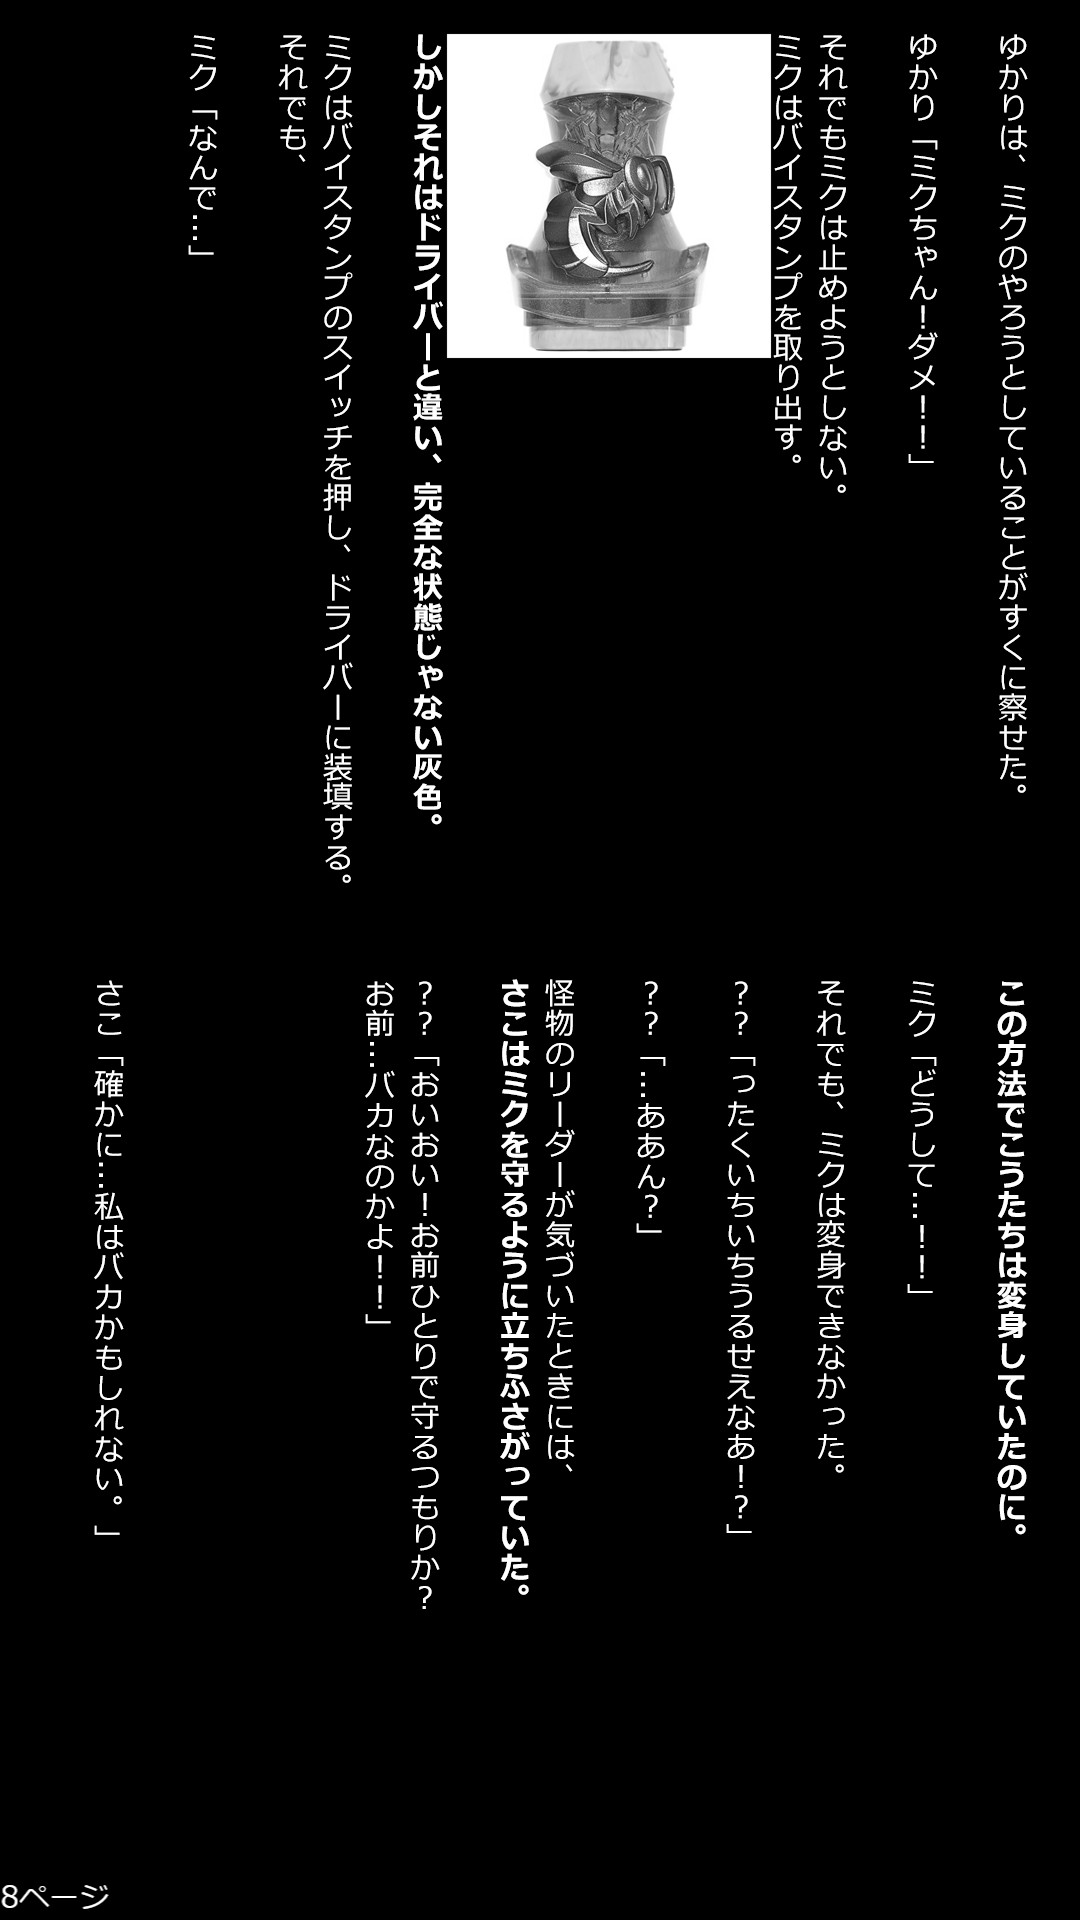 ゆかりは、ミクのやろうとしていることがすくに察せた。
ゆかり「ミクちゃん！ダメ！！」
それでもミクは止めようとしない。
ミクはバイスタンプを取り出す。
しかしそれはドライバーと違い、完全な状態じゃない灰色。
ミクはバイスタンプのスイッチを押し、ドライバーに装填する。
それでも、
ミク「なんで…」
この方法でこうたちは変身していたのに。
ミク「どうして…！！」
それでも、ミクは変身できなかった。
？？「ったくいちいちうるせえなあ！？」
？？「…ああん？」
怪物のリーダーが気づいたときには、
さこはミクを守るように立ちふさがっていた。
？？「おいおい！お前ひとりで守るつもりか？
お前…バカなのかよ！！」
さこ「確かに…私はバカかもしれない。」
8ページ